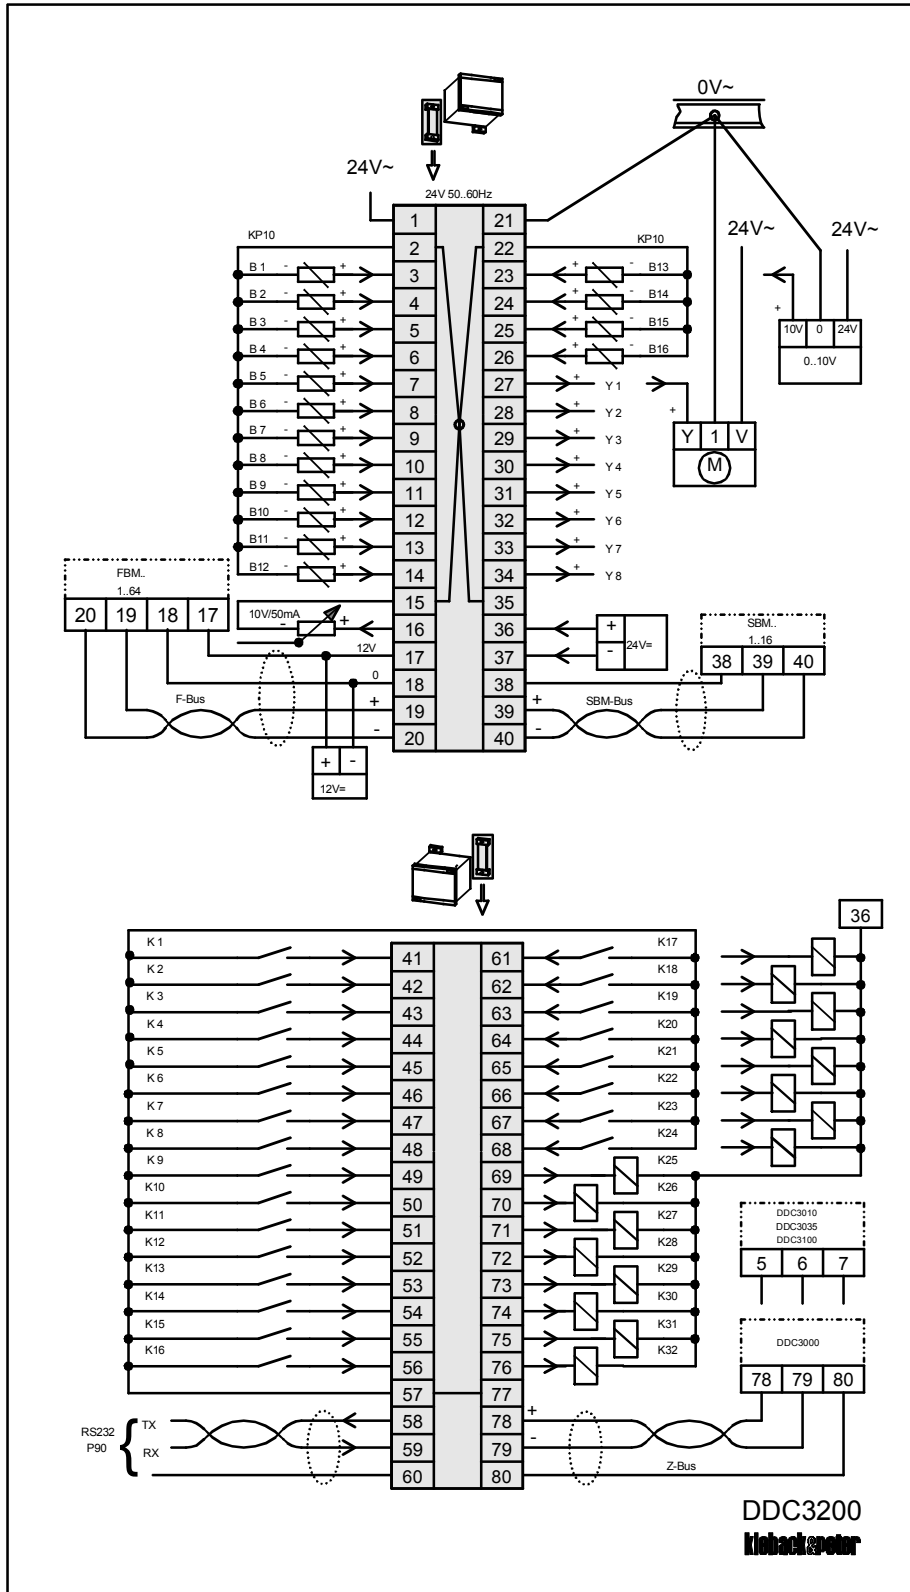 0V~
24V~
24V 50..60Hz
1 21
24V~ 24V~
KP10 2 22 KP10
B 1 - + 3 23 + - B13
B 2 - + 4 24 + - B14
B 3 - + 5 25 + - B15
B 4 - + 6 26 + - B16
+
10V 0 24V
0..10V
B 5 - + 7 27 + Y 1
B 6 - + 8 28 + Y 2
B 7 - + 9 29 + Y 3
B 8 - + 10 30 + Y 4
B 9 - + 11 31 + Y 5
B10 - + 12 32 + Y 6
B11 - + 13 33 + Y 7
B12 - + 14 34 + Y 8
+
Y 1 V
M
FBM..
1..64
20 19 18 17
15 35
10V/50mA - + 16 36 + 24V=
12V 17 37 -
0 18 38
F-Bus + 19 39 + SBM-Bus
- 20 40 -
SBM..
1..16
38 39 40
+ -
12V=
36
K 1 41 61 K17
K 2 42 62 K18
K 3 43 63 K19
K 4 44 64 K20
K 5 45 65 K21
K 6 46 66 K22
K 7 47 67 K23
K 8 48 68 K24
K 9 49 69 K25
K10 50 70 K26
K11 51 71 K27
K12 52 72 K28
K13 53 73 K29
K14 54 74 K30
K15 55 75 K31
K16 56 76 K32
57 77
DDC3010
DDC3035
DDC3100
5 6 7
DDC3000
78 79 80
RS232
P90
TX 58 78 +
RX 59 79 -
60 80 Z-Bus
DDC3200
kieback&peter